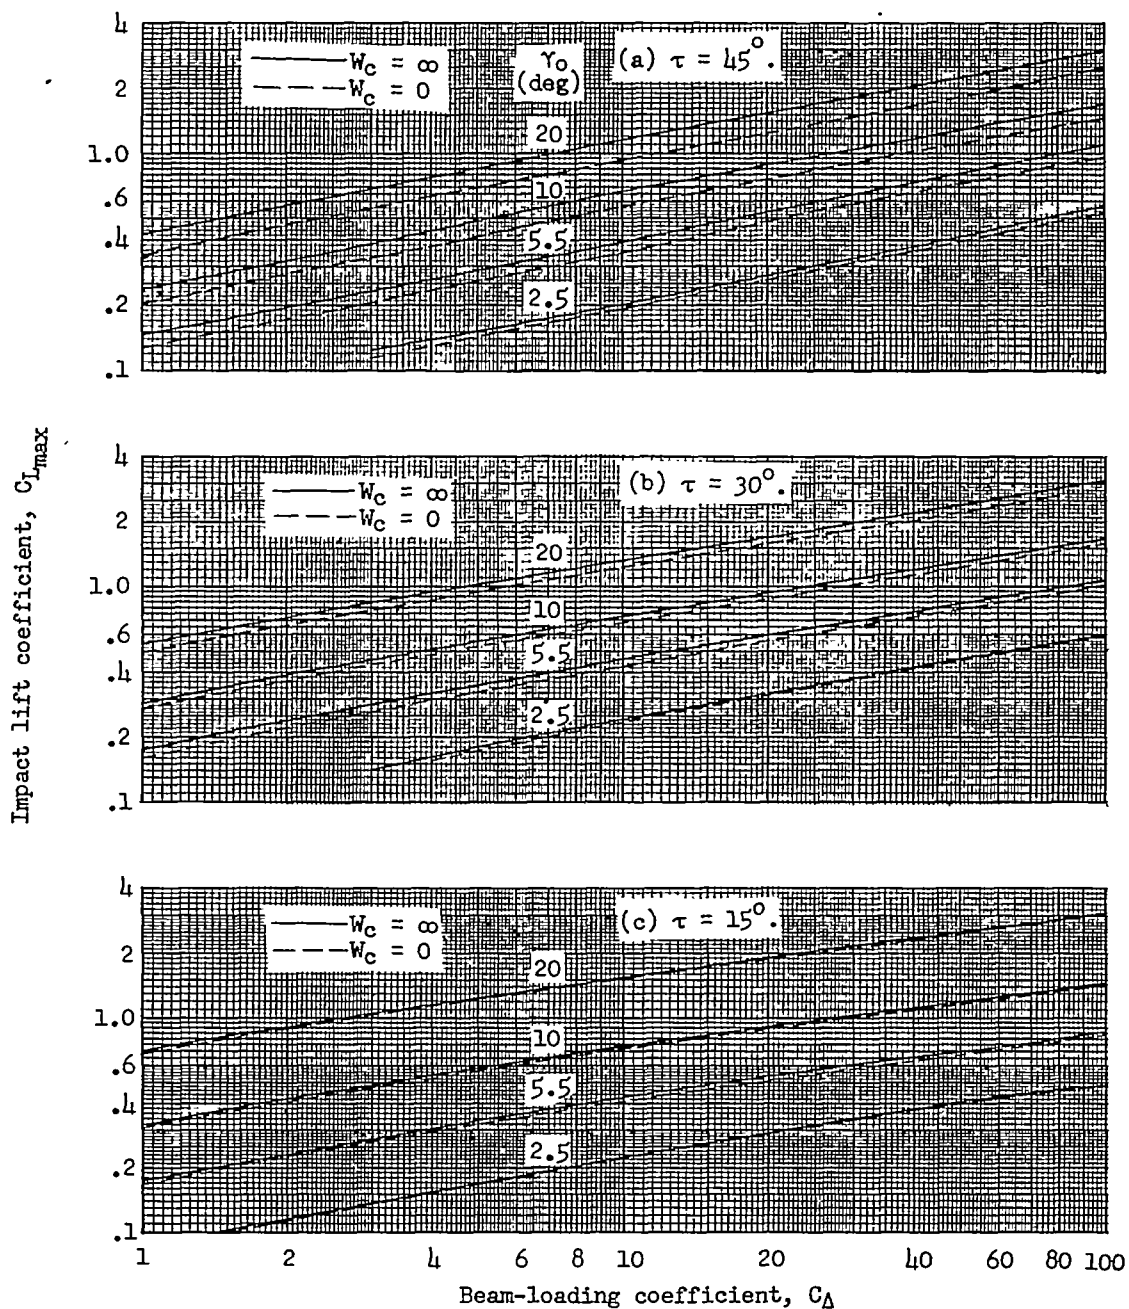 4
2
1.0
.6
.4
.2
.1
W_c = ∞
W_c = 0
γ_o
(deg)
(a) τ = 45°.
20
10
5.5
2.5
Impact lift coefficient, C_L_max
4
2
1.0
.6
.4
.2
.1
W_c = ∞
W_c = 0
(b) τ = 30°.
20
10
5.5
2.5
4
2
1.0
.6
.4
.2
.1
W_c = ∞
W_c = 0
(c) τ = 15°.
20
10
5.5
2.5
1 2 4 6 8 10 20 40 60 80 100
Beam-loading coefficient, C_Δ